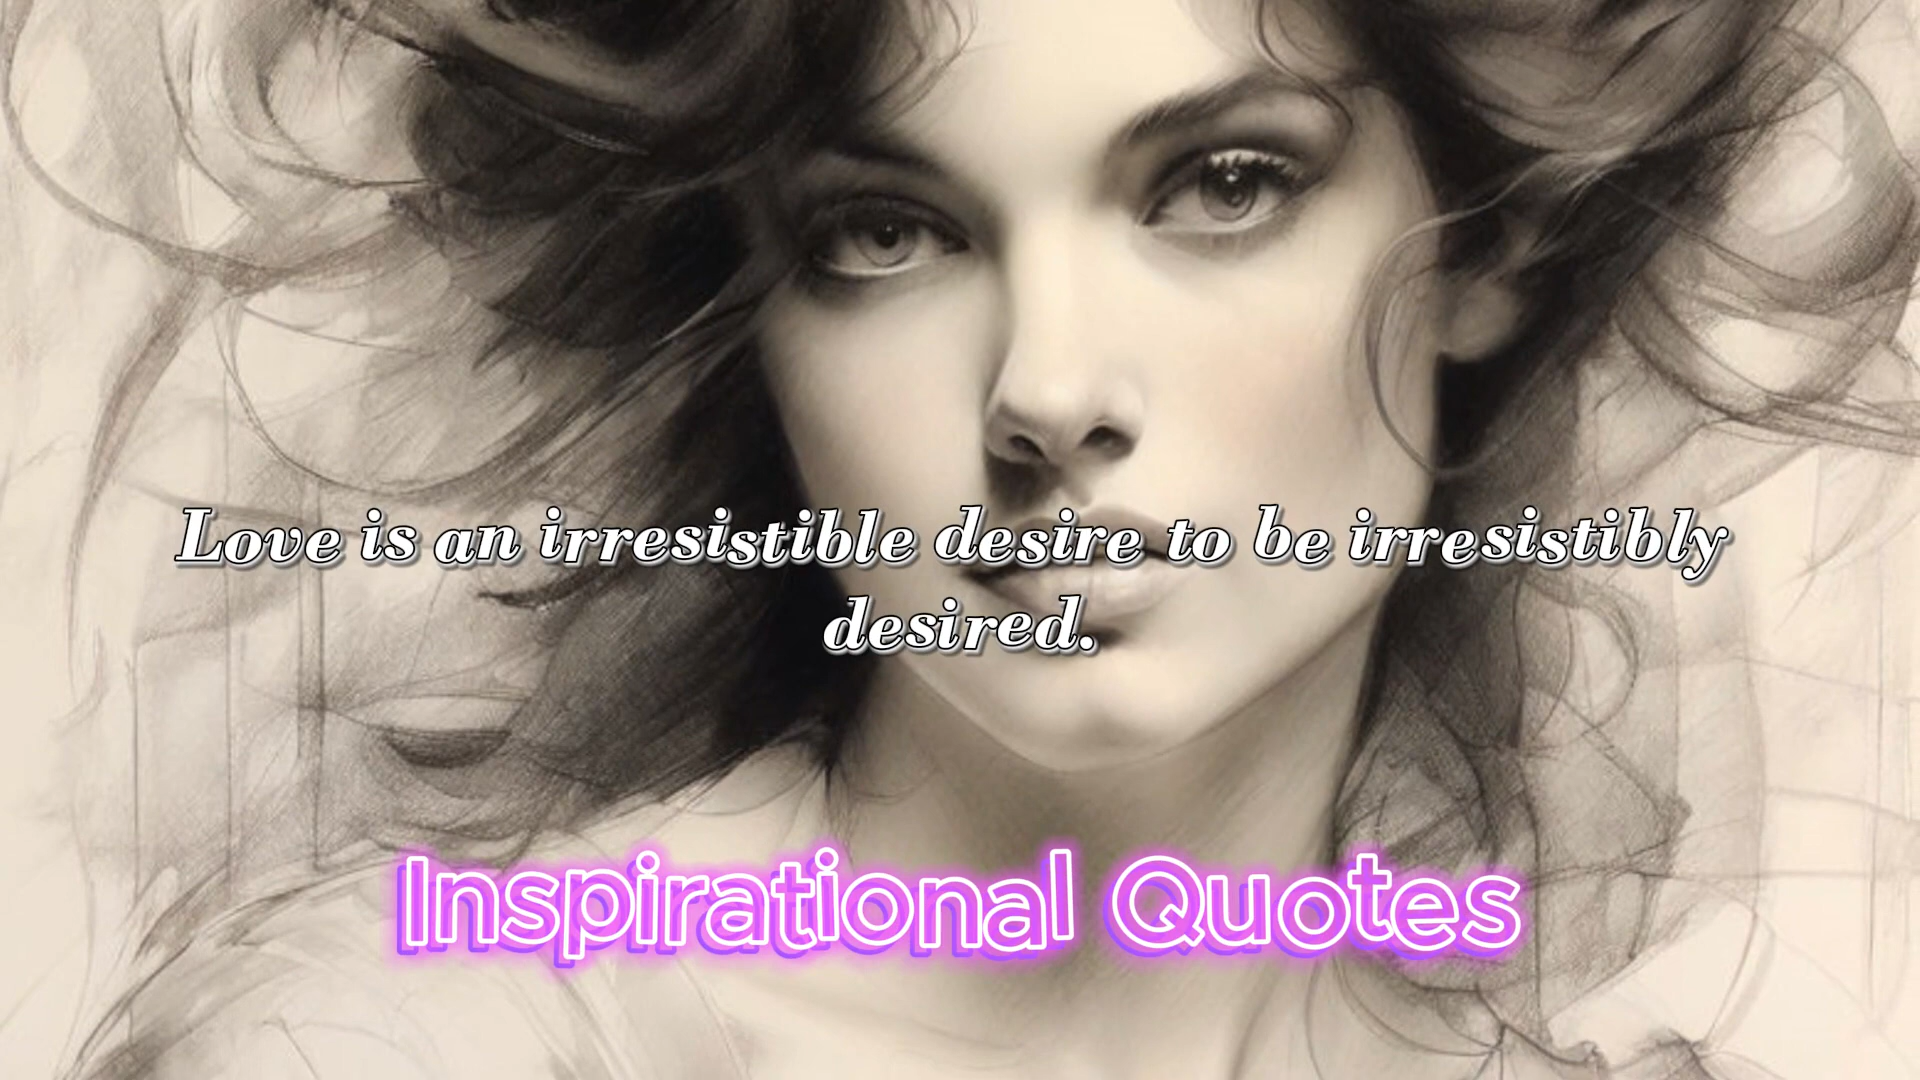 Love is an irresistible desire to be irresistibly
desired.
Inspirational Quotes